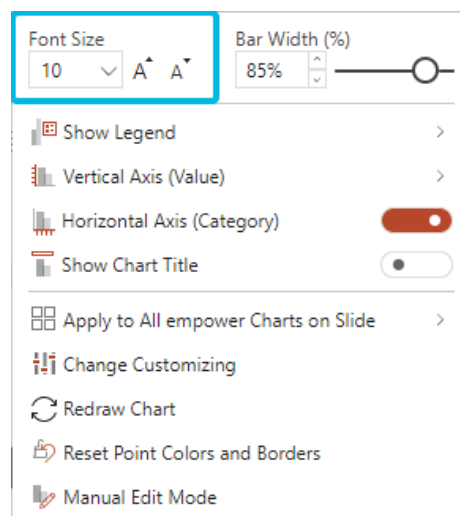 Font Size
Bar Width (%)
10 A A
85%
Show Legend
Vertical Axis (Value)
Horizontal Axis (Category)
Show Chart Title
Apply to All empower Charts on Slide
Change Customizing
Redraw Chart
Reset Point Colors and Borders
Manual Edit Mode